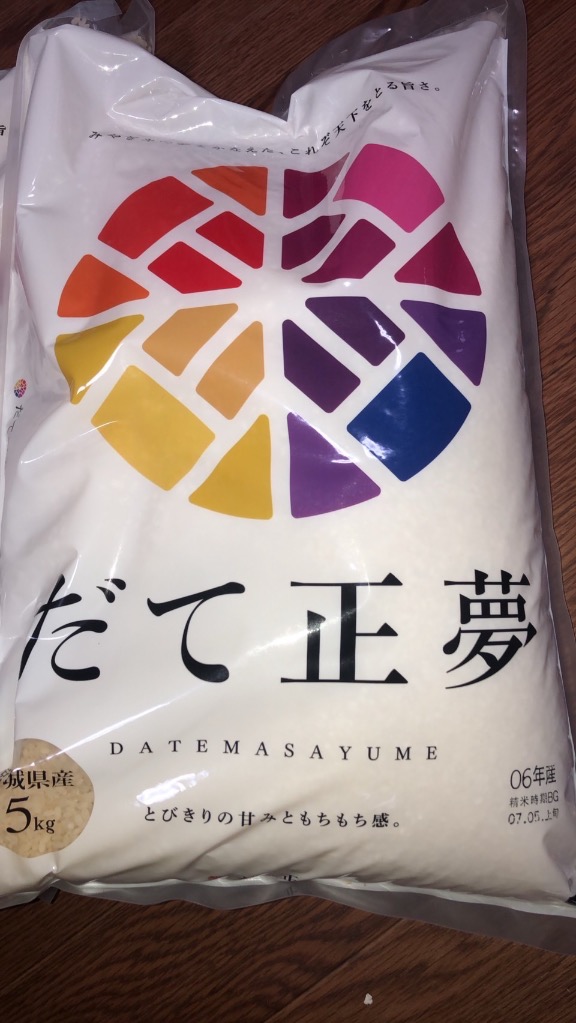 これぞ天下をとる旨さ。
だて正夢
DATEMASAYUME
城県産
5kg
とびきりの甘みともちもち感。
06年産
精米時期BG
07.05.上旬